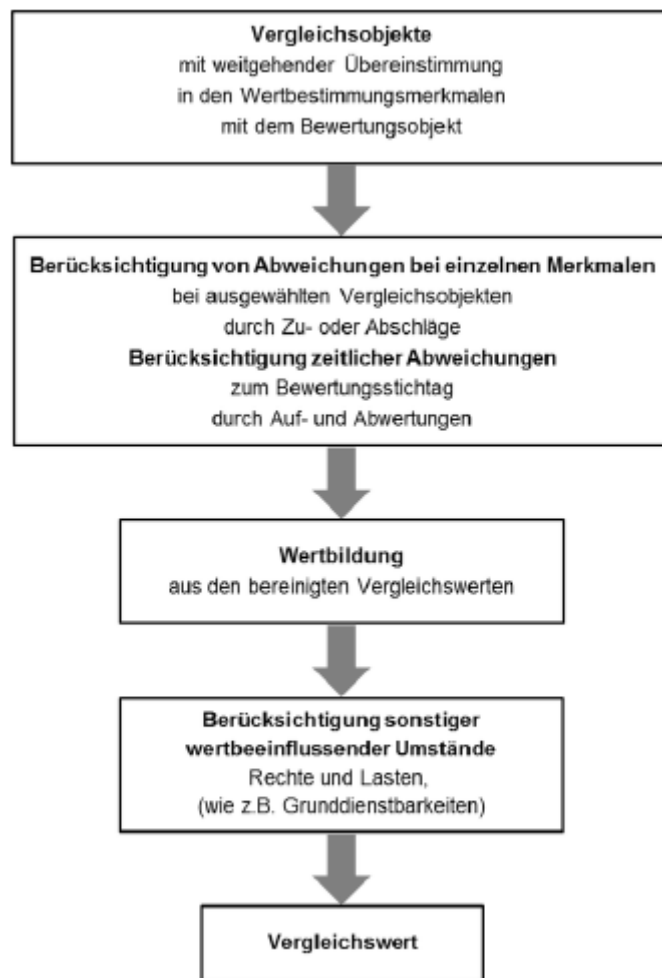 Vergleichsobjekte
mit weitgehender Übereinstimmung
in den Wertbestimmungsmerkmalen
mit dem Bewertungsobjekt
Berücksichtigung von Abweichungen bei einzelnen Merkmalen
bei ausgewählten Vergleichsobjekten
durch Zu- oder Abschläge
Berücksichtigung zeitlicher Abweichungen
zum Bewertungsstichtag
durch Auf- und Abwertungen
Wertbildung
aus den bereinigten Vergleichswerten
Berücksichtigung sonstiger
wertbeeinflussender Umstände
Rechte und Lasten,
(wie z.B. Grunddienstbarkeiten)
Vergleichswert